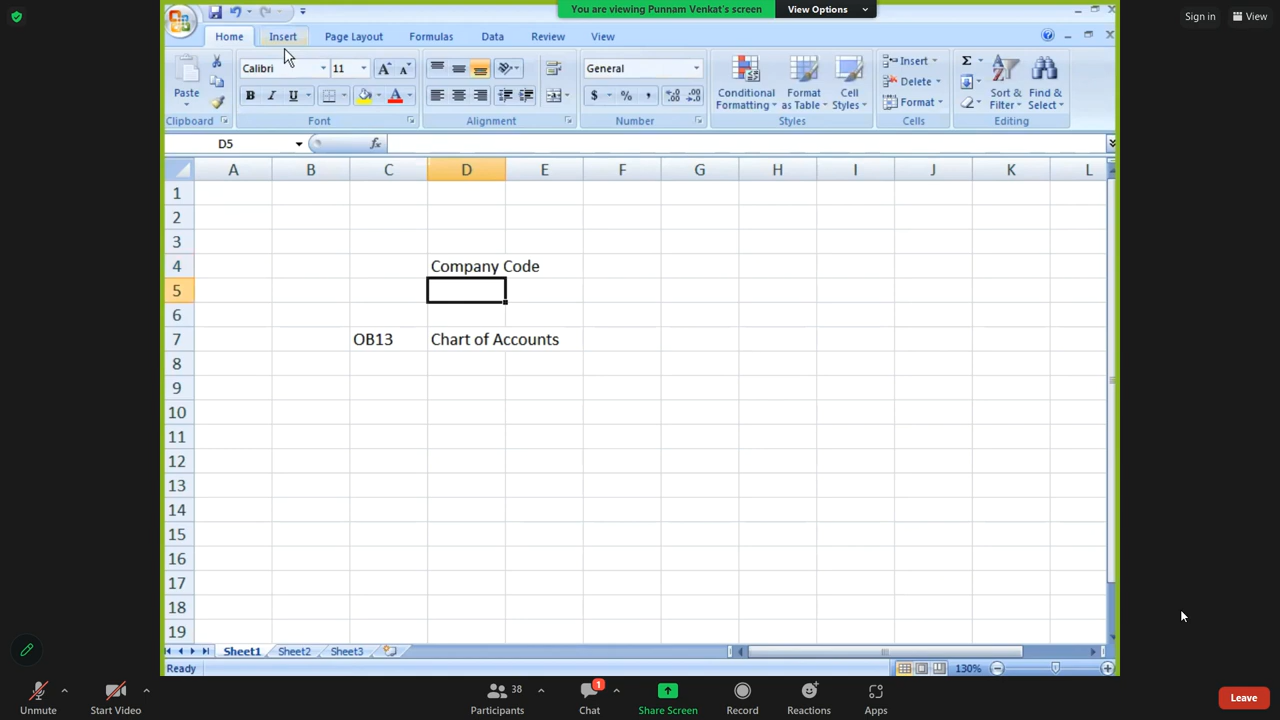 You are viewing Punnam Venkat's screen
View Options
Sign in
View
Home
Insert
Page Layout
Formulas
Data
Review
View
Paste
Clipboard
Calibri
11
B I U
Font
Alignment
General
$ % ,
Number
Conditional
Formatting
Format
as Table
Cell
Styles
Styles
Insert
Delete
Format
Cells
Σ
Sort &
Filter
Find &
Select
Editing
D5
fx
A B C D E F G H I J K L
1
2
3
4 Company Code
5
6
7 OB13 Chart of Accounts
8
9
10
11
12
13
14
15
16
17
18
19
Sheet1 Sheet2 Sheet3
Ready
130%
Unmute
Start Video
38
Participants
1
Chat
Share Screen
Record
Reactions
Apps
Leave